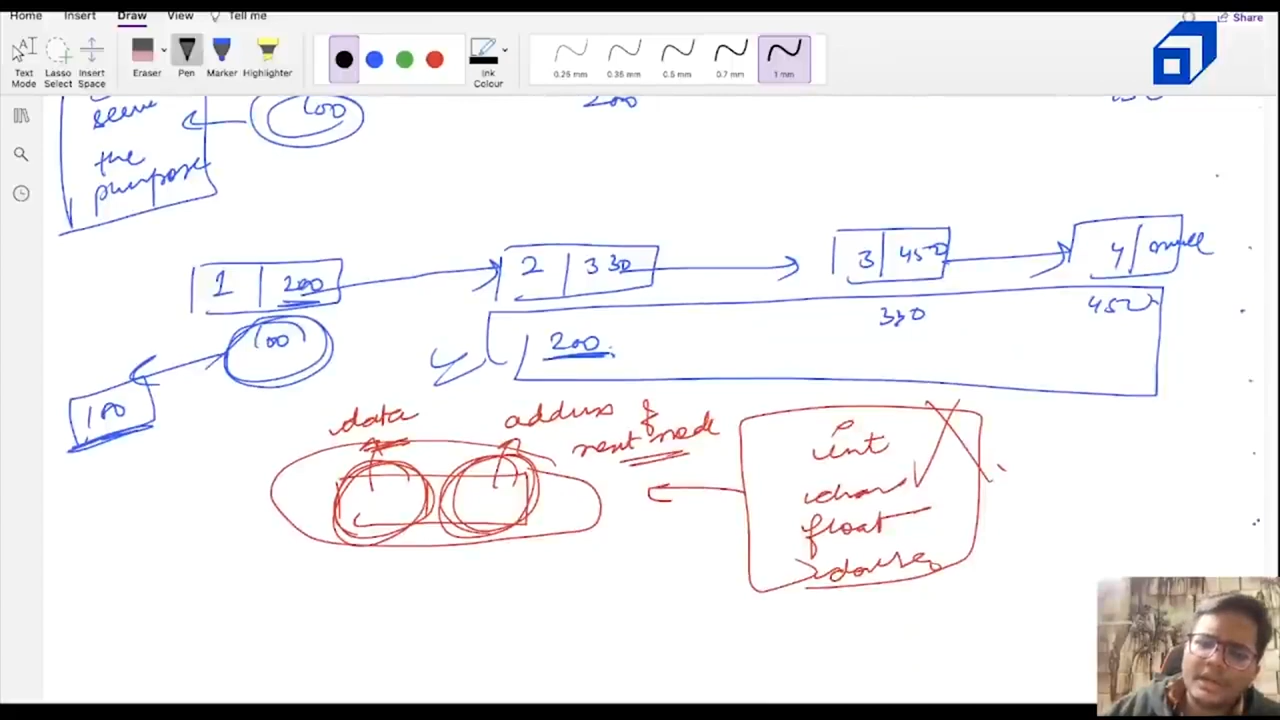 Home Insert Draw View Tell me Share
Text Mode Lasso Select Insert Space Eraser Pen Marker Highlighter Ink Colour 0.25 mm 0.35 mm 0.5 mm 0.7 mm 1 mm
100 200
the
purpose
1 200 2 330 3 450 4
100 200 330 450
100
data address of
next node
int
char
float